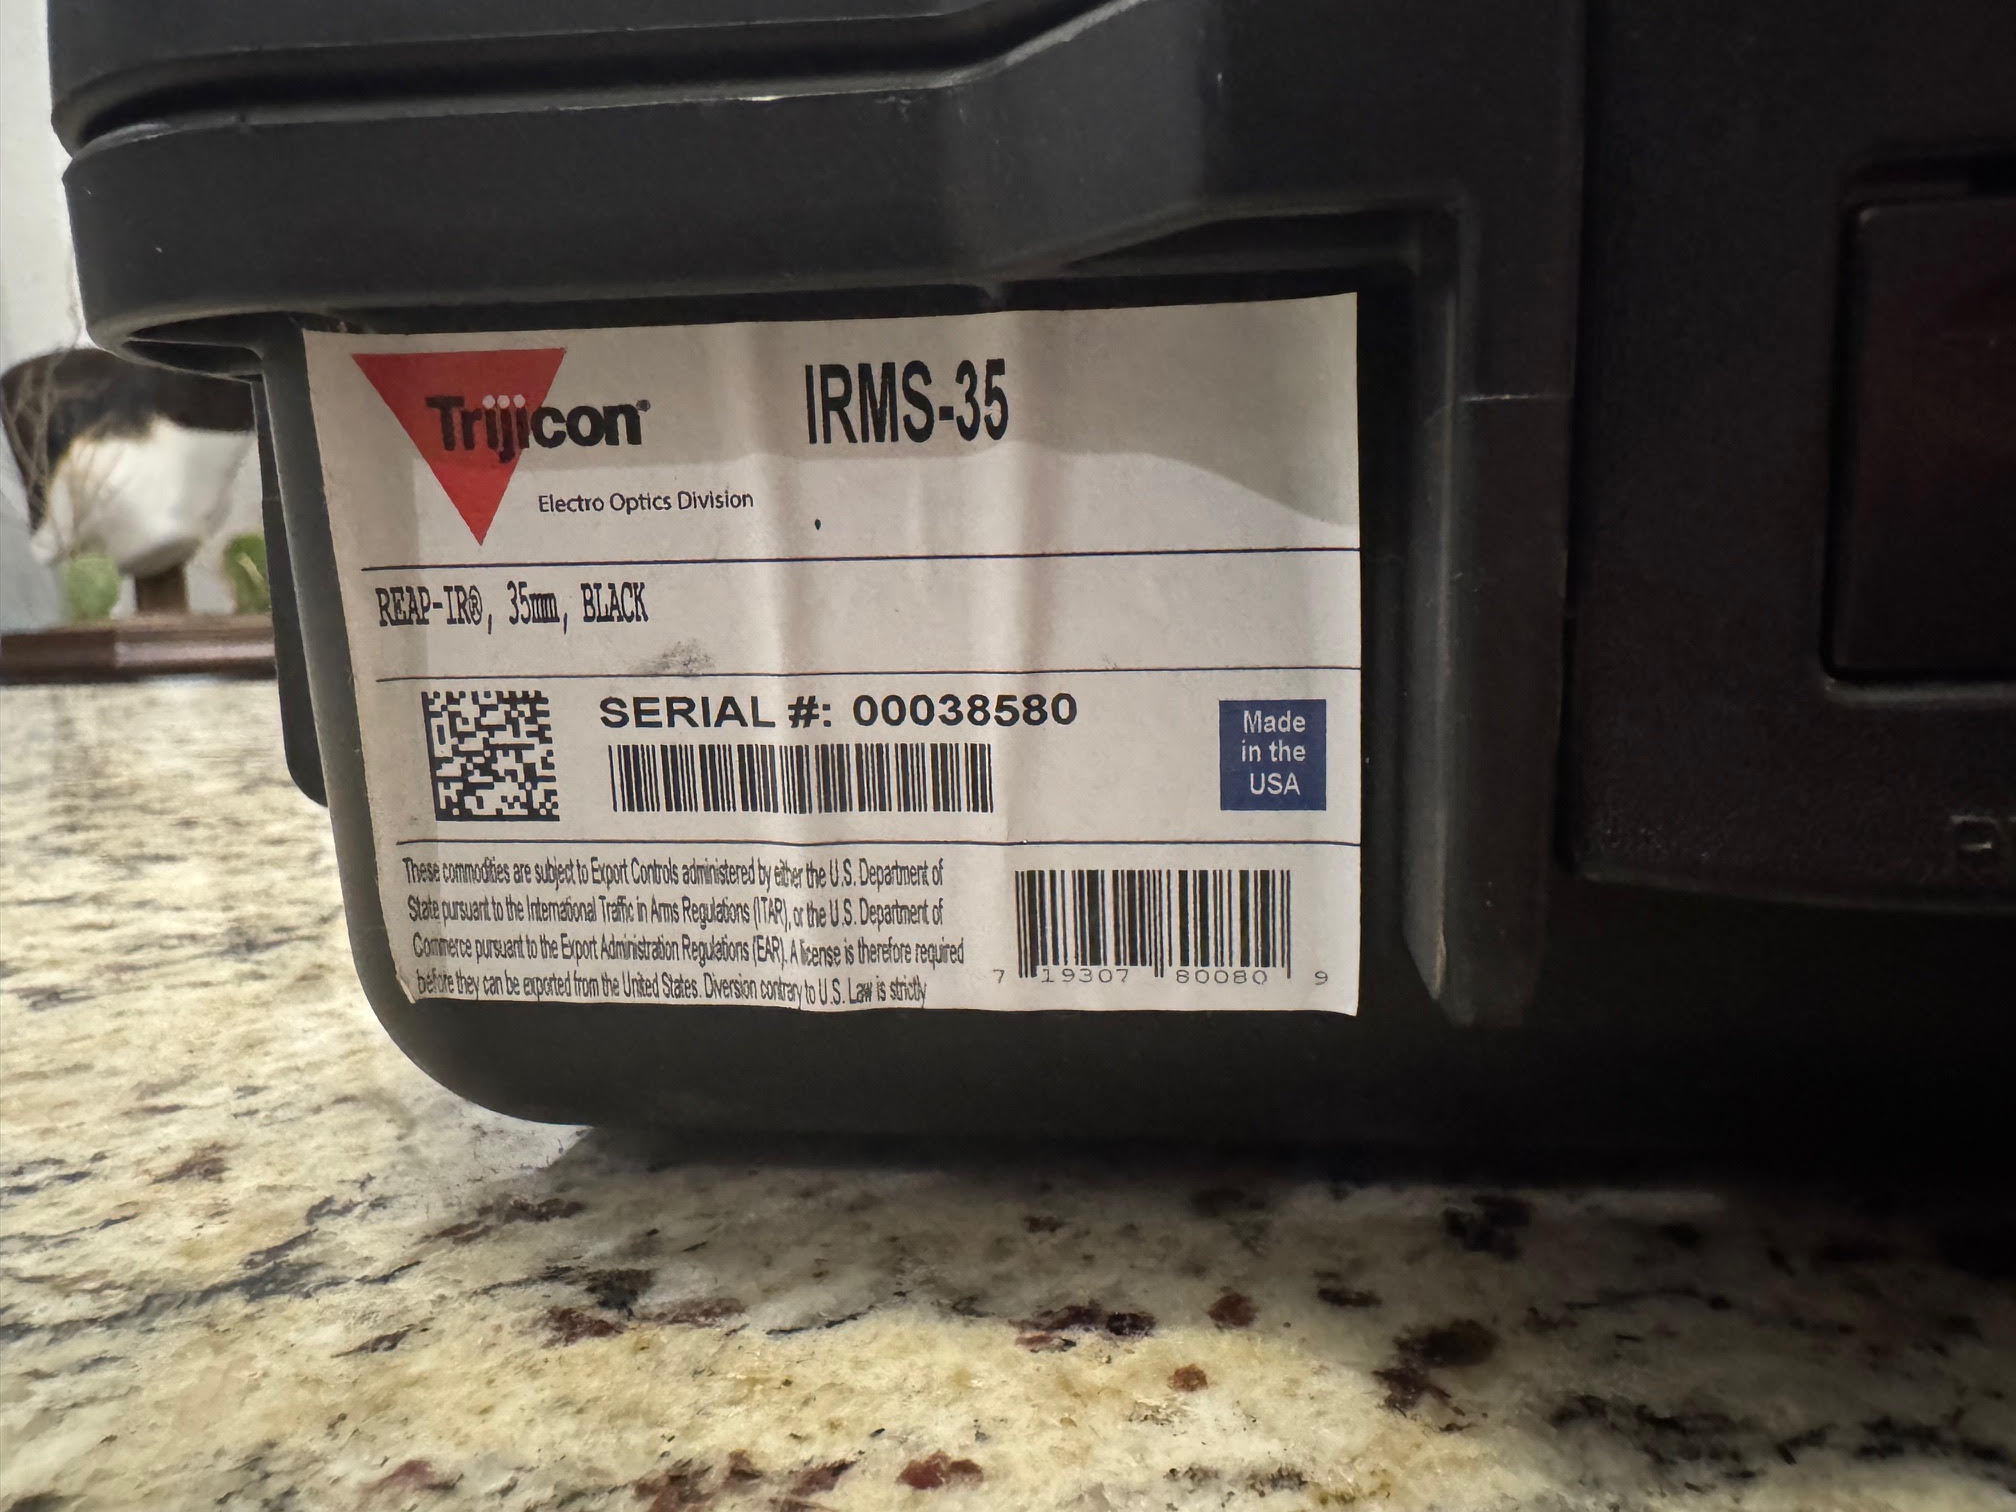 Trijicon®
IRMS-35
Electro Optics Division
REAP-IR®, 35mm, BLACK
SERIAL #: 00038580
Made
in the
USA
These commodities are subject to Export Controls administered by either the U.S. Department of
State pursuant to the International Traffic in Arms Regulations (ITAR), or the U.S. Department of
Commerce pursuant to the Export Administration Regulations (EAR). A license is therefore required
before they can be exported from the United States. Diversion contrary to U.S. Law is strictly
7 19307 80080 9